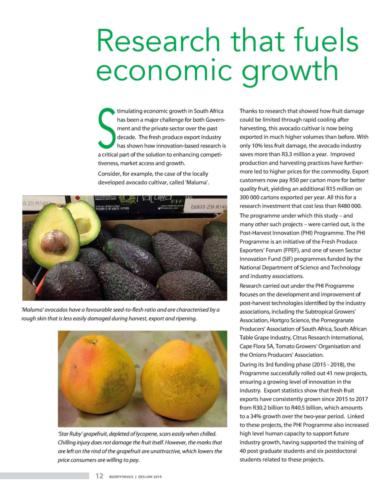 Research that fuels
economic growth
Stimulating economic growth in South Africa
has been a major challenge for both Govern-
ment and the private sector over the past
decade. The fresh produce export industry
has shown how innovation-based research is
a critical part of the solution to enhancing competi-
tiveness, market access and growth.
Consider, for example, the case of the locally
developed avocado cultivar, called 'Maluma'.
'Maluma' avocados have a favourable seed-to-flesh ratio and are characterised by a
rough skin that is less easily damaged during harvest, export and ripening.
'Star Ruby' grapefruit, depleted of lycopene, scars easily when chilled.
Chilling injury does not damage the fruit itself. However, the marks that
are left on the rind of the grapefruit are unattractive, which lowers the
price consumers are willing to pay.
Thanks to research that showed how fruit damage
could be limited through rapid cooling after
harvesting, this avocado cultivar is now being
exported in much higher volumes than before. With
only 10% less fruit damage, the avocado industry
saves more than R3.3 million a year. Improved
production and harvesting practices have further-
more led to higher prices for the commodity. Export
customers now pay R50 per carton more for better
quality fruit, yielding an additional R15 million on
300 000 cartons exported per year. All this for a
research investment that cost less than R480 000.
The programme under which this study – and
many other such projects – were carried out, is the
Post-Harvest Innovation (PHI) Programme. The PHI
Programme is an initiative of the Fresh Produce
Exporters' Forum (FPEF), and one of seven Sector
Innovation Fund (SIF) programmes funded by the
National Department of Science and Technology
and industry associations.
Research carried out under the PHI Programme
focuses on the development and improvement of
post-harvest technologies identified by the industry
associations, including the Subtropical Growers'
Association, Hortgro Science, the Pomegranate
Producers' Association of South Africa, South African
Table Grape Industry, Citrus Research International,
Cape Flora SA, Tomato Growers' Organisation and
the Onions Producers' Association.
During its 3rd funding phase (2015 - 2018), the
Programme successfully rolled out 41 new projects,
ensuring a growing level of innovation in the
industry. Export statistics show that fresh fruit
exports have consistently grown since 2015 to 2017
from R30.2 billion to R40.5 billion, which amounts
to a 34% growth over the two-year period. Linked
to these projects, the PHI Programme also increased
high level human capacity to support future
industry growth, having supported the training of
40 post graduate students and six postdoctoral
students related to these projects.
12